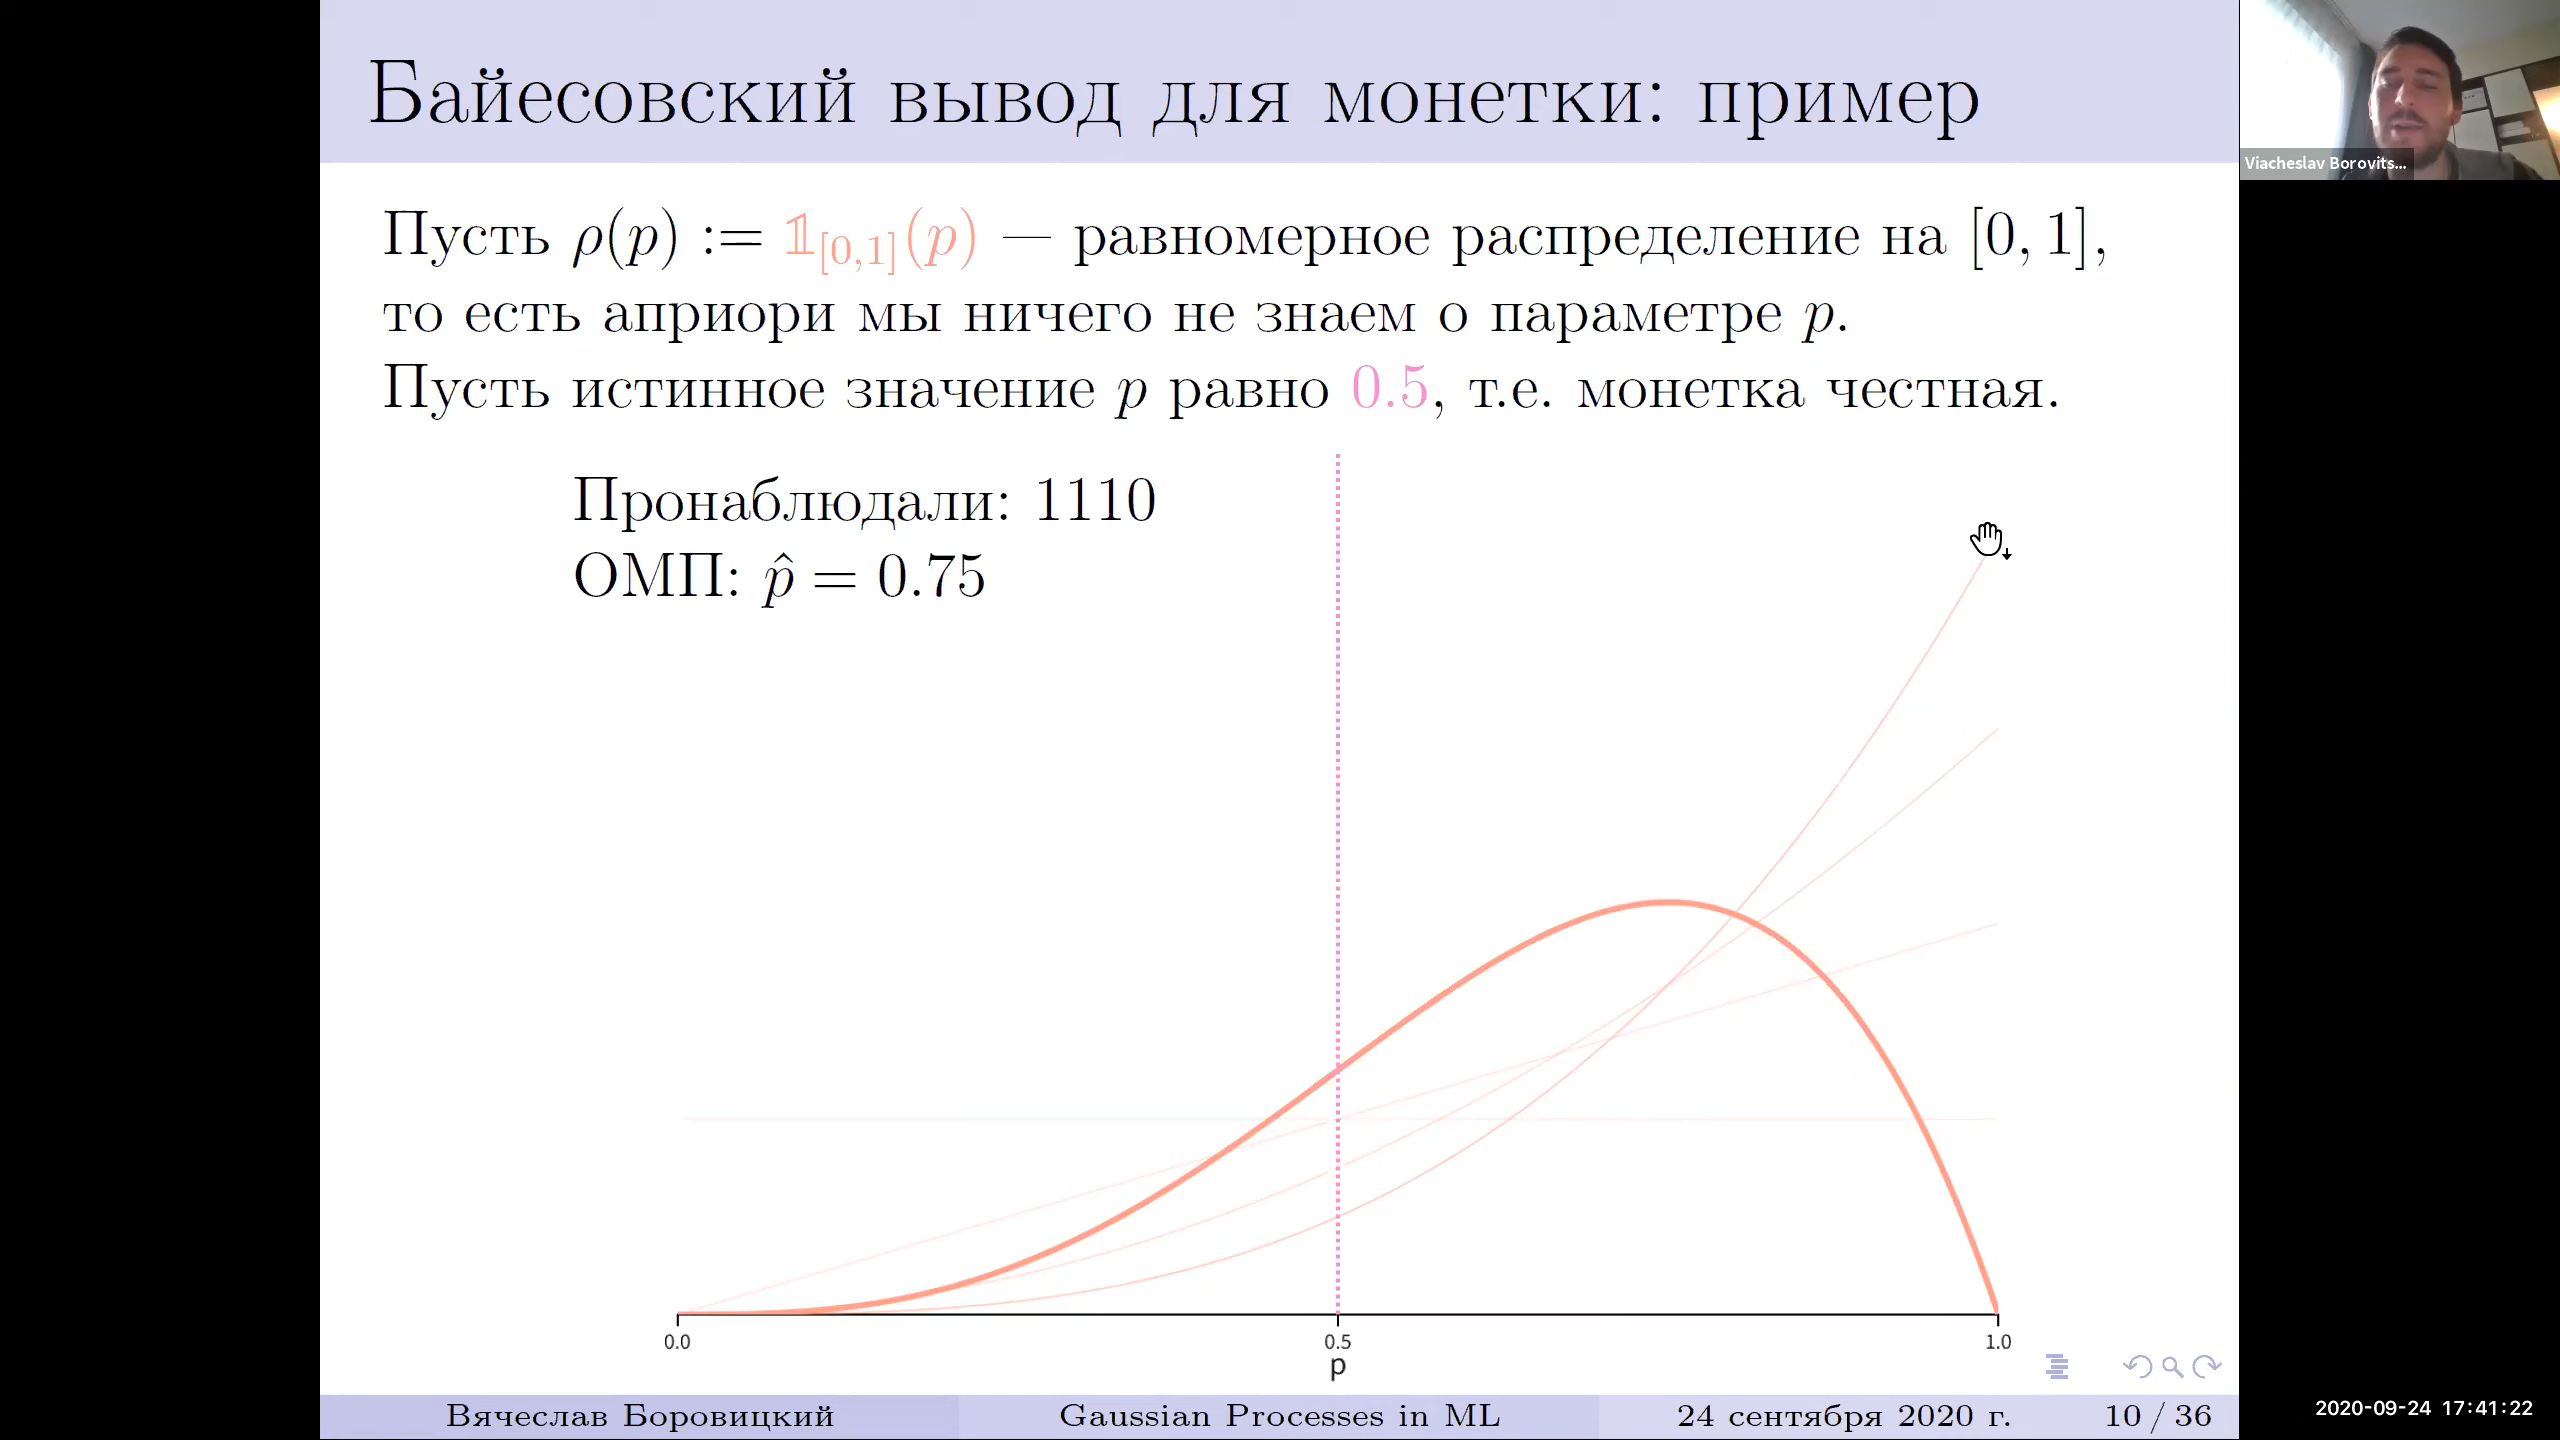 Байесовский вывод для монетки: пример
Viacheslav Borovits...
Пусть ρ(p) := 𝟙[0,1](p) — равномерное распределение на [0, 1],
то есть априори мы ничего не знаем о параметре p.
Пусть истинное значение p равно 0.5, т.е. монетка честная.
Пронаблюдали: 1110
ОМП: p̂ = 0.75
0.0 0.5 1.0
p
Вячеслав Боровицкий Gaussian Processes in ML 24 сентября 2020 г. 10 / 36
2020-09-24 17:41:22